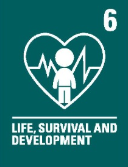 6
LIFE, SURVIVAL AND
DEVELOPMENT